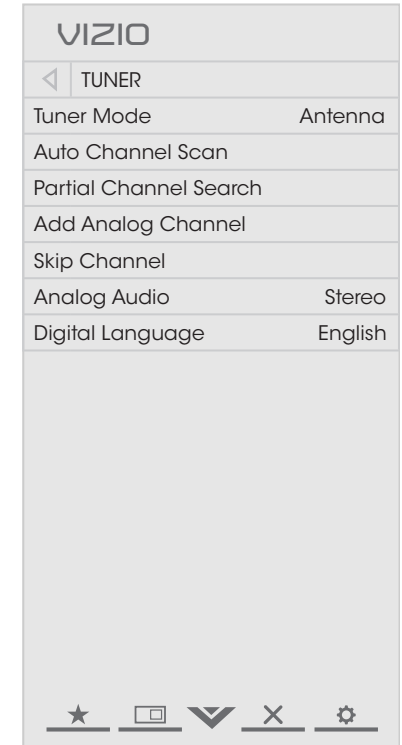 VIZIO
TUNER
Tuner Mode Antenna
Auto Channel Scan
Partial Channel Search
Add Analog Channel
Skip Channel
Analog Audio Stereo
Digital Language English